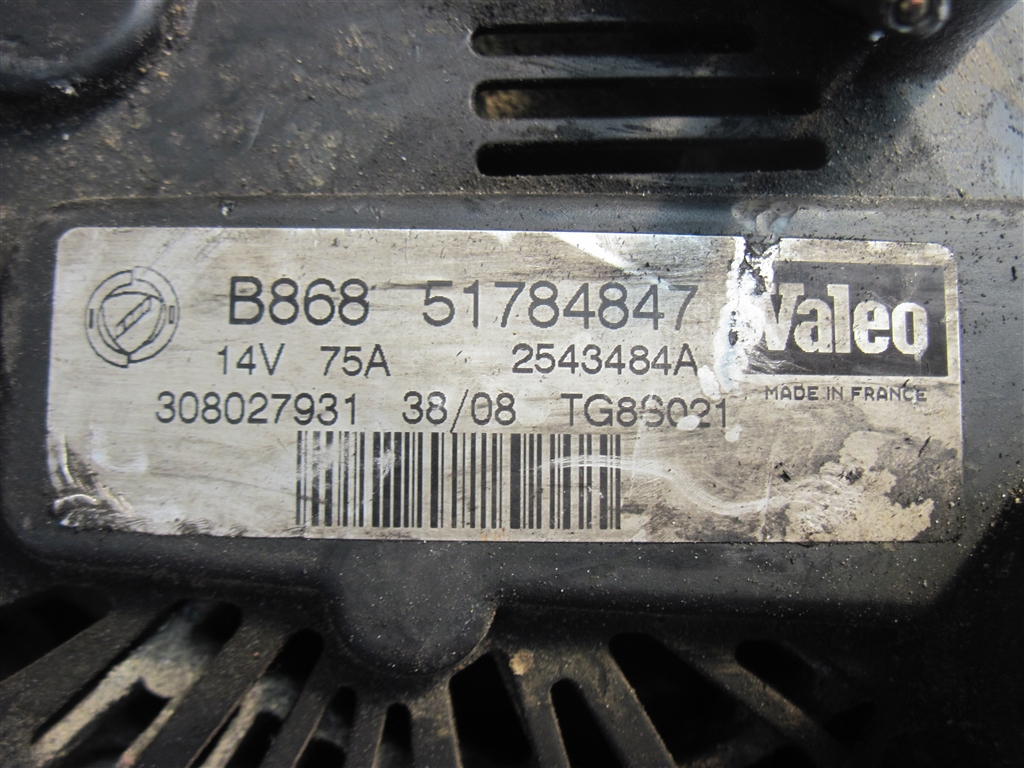 B868 51784847 Valeo
14V 75A 2543484A
MADE IN FRANCE
308027931 38/08 TG8S021